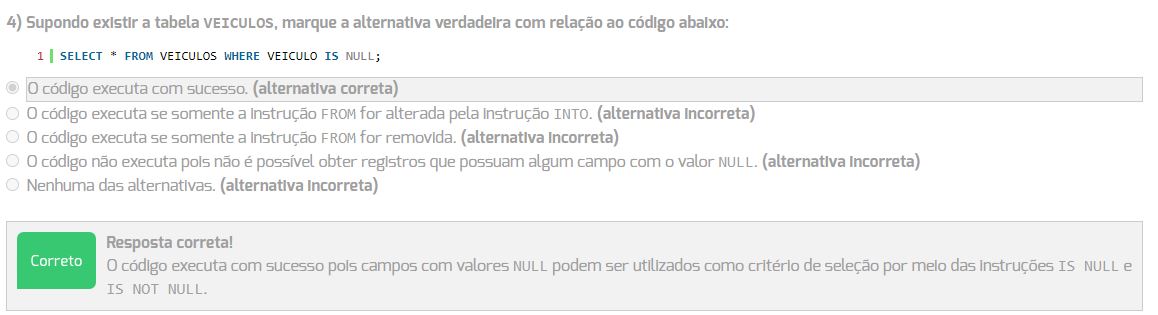 4) Supondo existir a tabela VEICULOS, marque a alternativa verdadeira com relação ao código abaixo:
1 SELECT * FROM VEICULOS WHERE VEICULO IS NULL;
O código executa com sucesso. (alternativa correta)
O código executa se somente a instrução FROM for alterada pela instrução INTO. (alternativa incorreta)
O código executa se somente a instrução FROM for removida. (alternativa incorreta)
O código não executa pois não é possível obter registros que possuam algum campo com o valor NULL. (alternativa incorreta)
Nenhuma das alternativas. (alternativa incorreta)
Correto
Resposta correta!
O código executa com sucesso pois campos com valores NULL podem ser utilizados como critério de seleção por meio das instruções IS NULL e
IS NOT NULL.